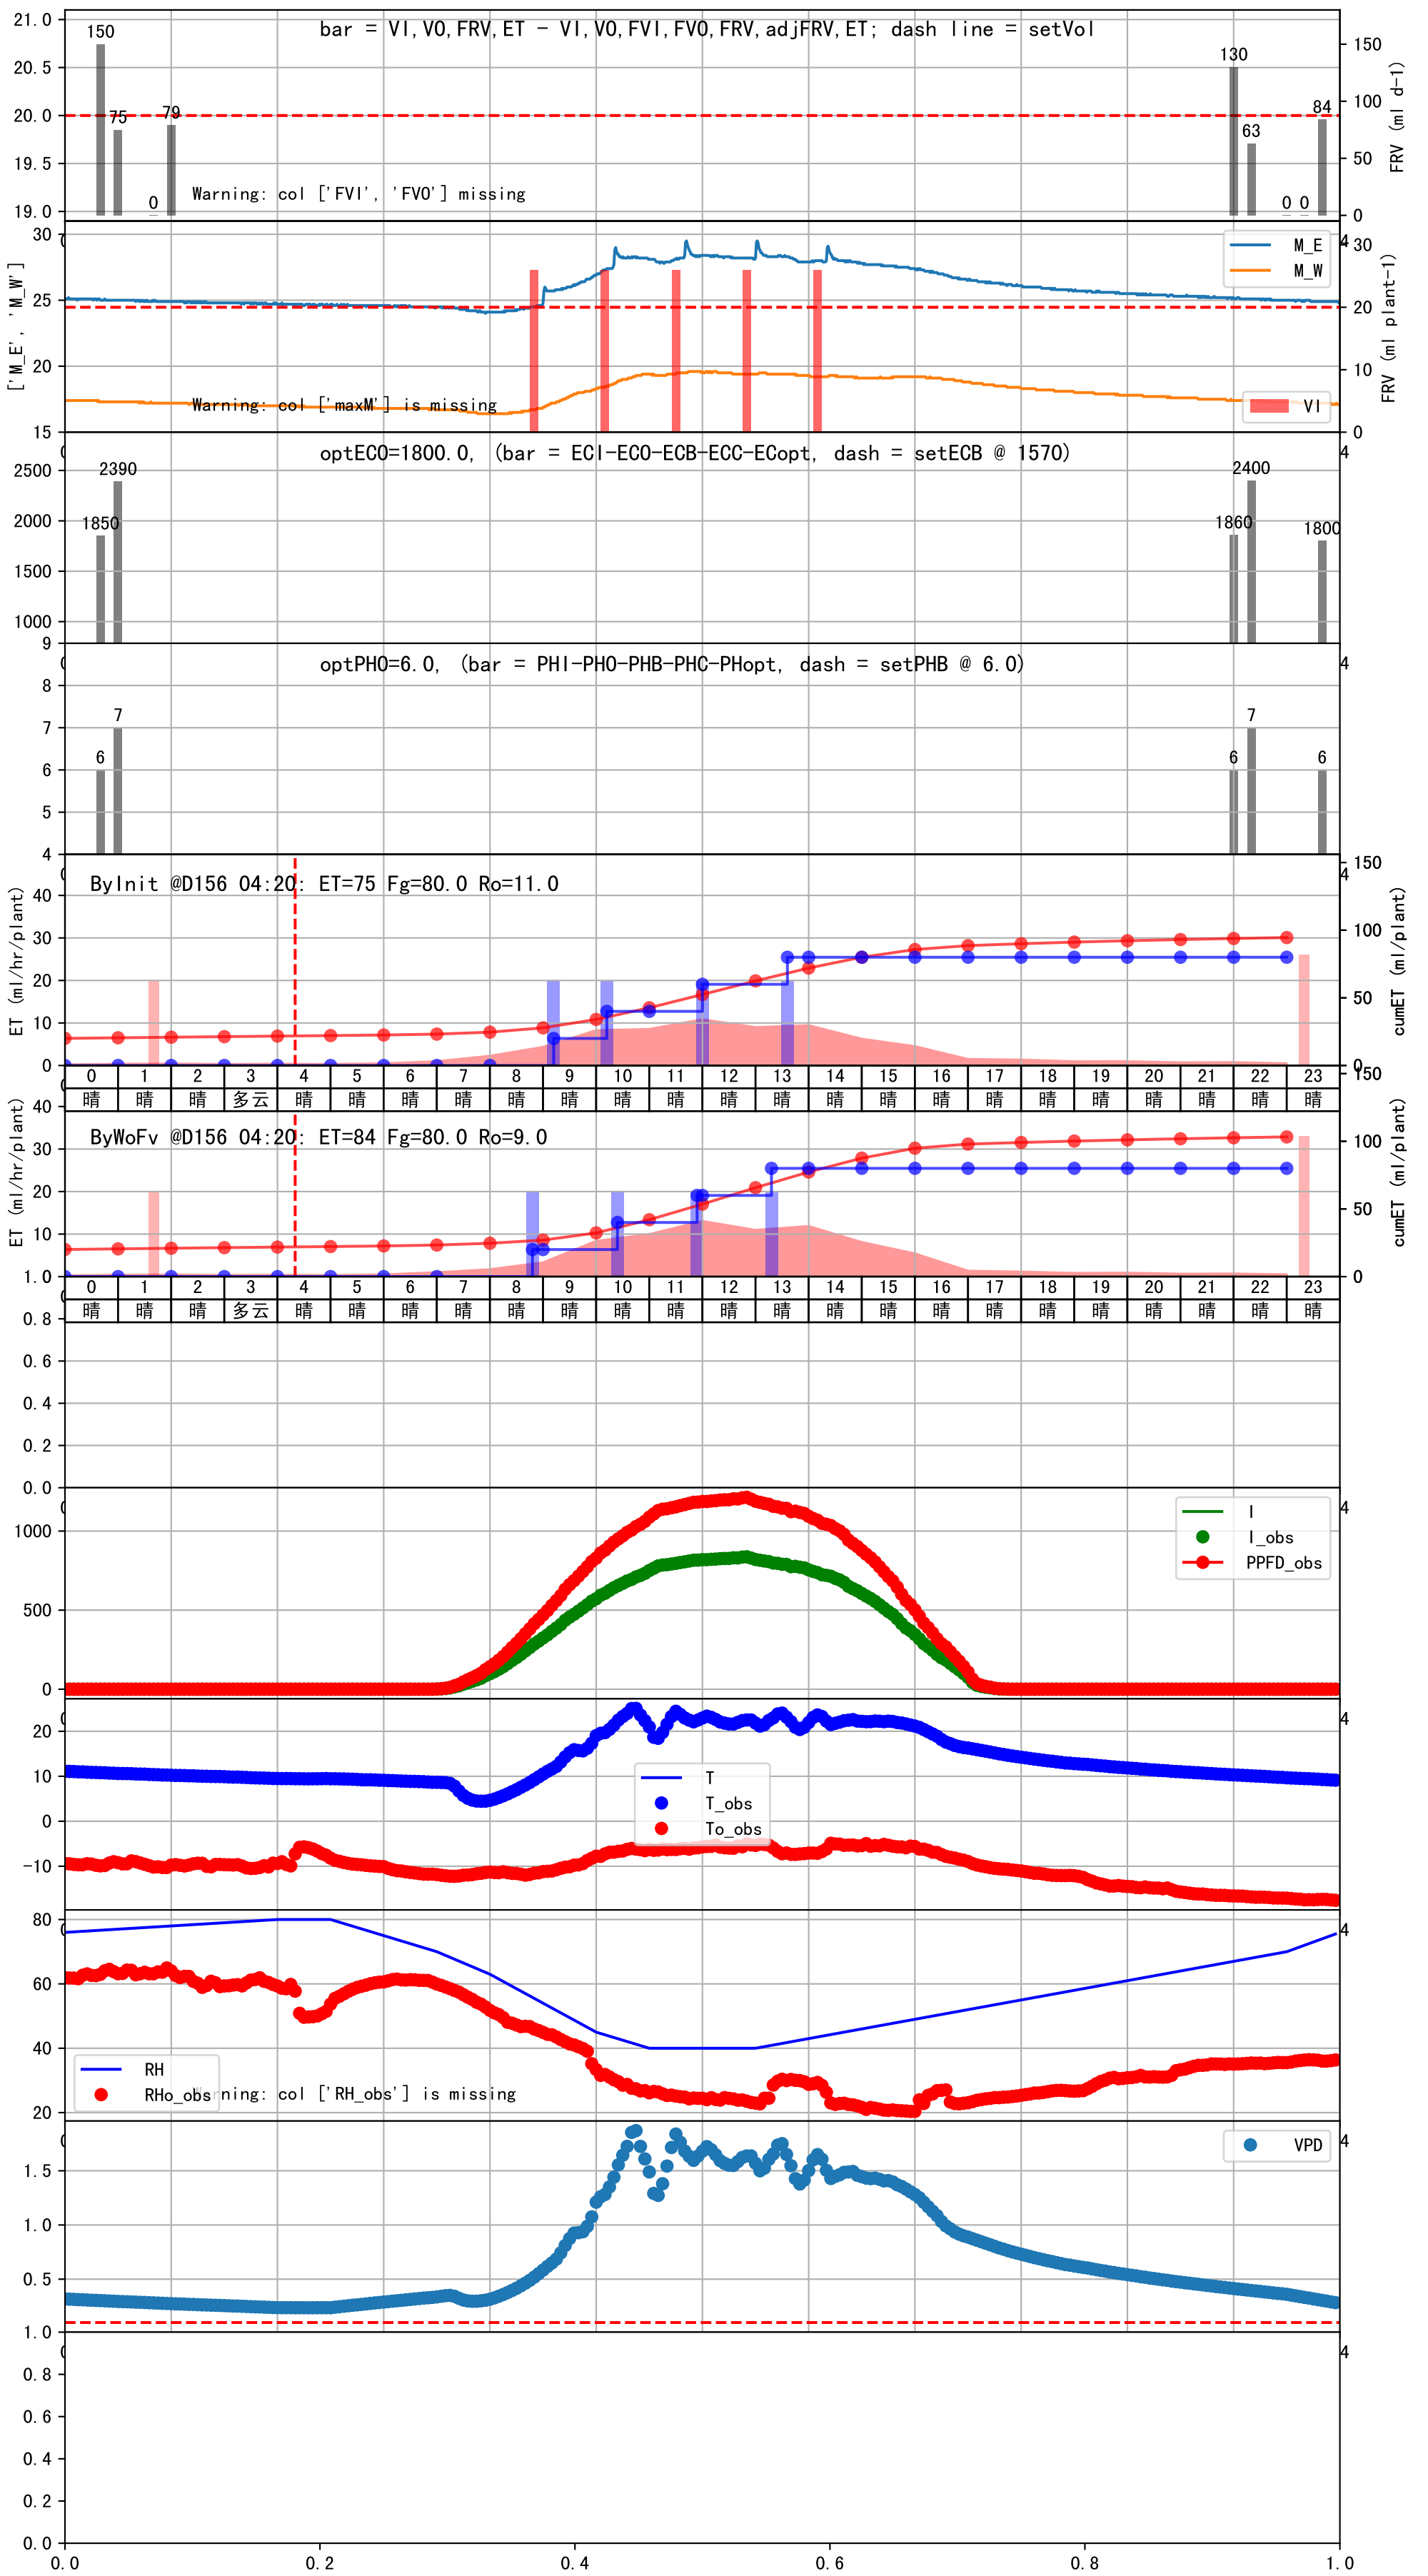 bar = VI,VO,FRV,ET - VI,VO,FVI,FVO,FRV,adjFRV,ET; dash line = setVol
21.0
20.5
20.0
19.5
19.0
150
75
0
79
130
63
0
0
84
150
100
50
0
FRV (ml d-1)
Warning: col ['FVI', 'FVO'] missing
['M_E', 'M_W']
30
25
20
15
M_E
M_W
VI
30
20
10
0
FRV (ml plant-1)
Warning: col ['maxM'] is missing
optECO=1800.0, (bar = ECI-ECO-ECB-ECC-ECopt, dash = setECB @ 1570)
2500
2000
1500
1000
1850
2390
1860
2400
1800
optPHO=6.0, (bar = PHI-PHO-PHB-PHC-PHopt, dash = setPHB @ 6.0)
9
8
7
6
5
4
6
7
6
7
6
ByInit @D156 04:20: ET=75 Fg=80.0 Ro=11.0
ET (ml/hr/plant)
40
30
20
10
0
150
100
50
0
cumET (ml/plant)
0 1 2 3 4 5 6 7 8 9 10 11 12 13 14 15 16 17 18 19 20 21 22 23
晴 晴 晴 多云 晴 晴 晴 晴 晴 晴 晴 晴 晴 晴 晴 晴 晴 晴 晴 晴 晴 晴 晴 晴
ByWoFv @D156 04:20: ET=84 Fg=80.0 Ro=9.0
ET (ml/hr/plant)
40
30
20
10
150
100
50
0
cumET (ml/plant)
0 1 2 3 4 5 6 7 8 9 10 11 12 13 14 15 16 17 18 19 20 21 22 23
晴 晴 晴 多云 晴 晴 晴 晴 晴 晴 晴 晴 晴 晴 晴 晴 晴 晴 晴 晴 晴 晴 晴 晴
1.0
0.8
0.6
0.4
0.2
0.0
1000
500
0
I
I_obs
PPFD_obs
20
10
0
-10
T
T_obs
To_obs
80
60
40
20
RH
RHo_obs
Warning: col ['RH_obs'] is missing
1.5
1.0
0.5
VPD
1.0
0.8
0.6
0.4
0.2
0.0
0.0 0.2 0.4 0.6 0.8 1.0